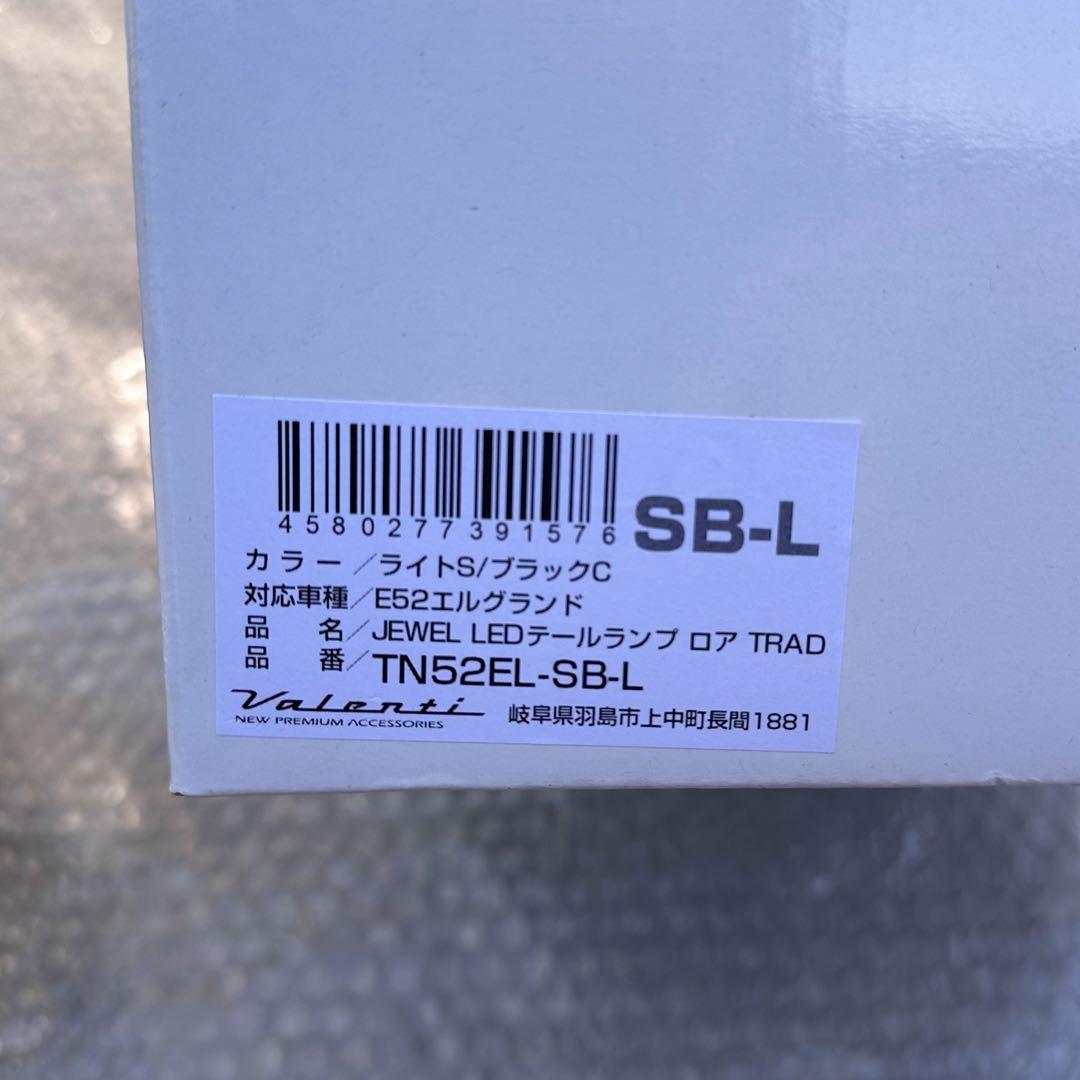 4580277391576
SB-L
カラー/ライトS/ブラックC
対応車種/E52エルグランド
品名/JEWEL LEDテールランプ ロア TRAD
品番/TN52EL-SB-L
Valenti
NEW PREMIUM ACCESSORIES
岐阜県羽島市上中町長間1881